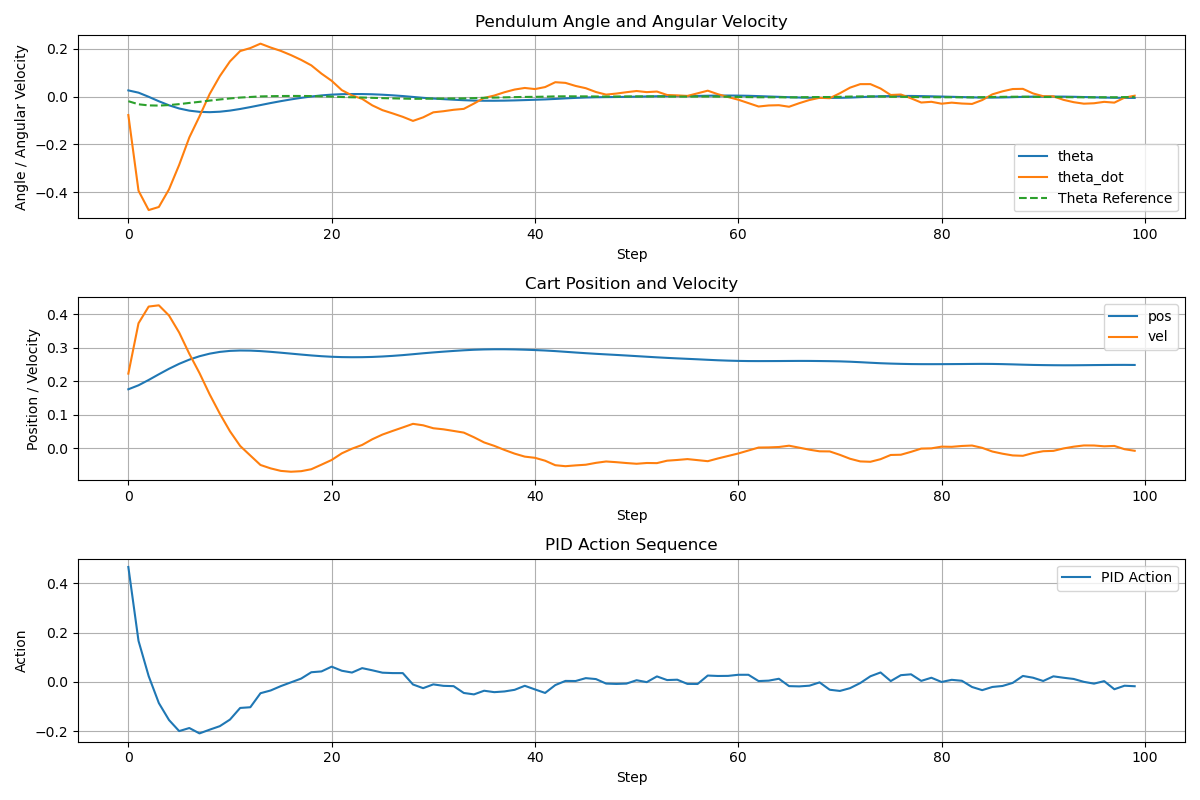 Pendulum Angle and Angular Velocity
Angle / Angular Velocity
0.2
0.0
−0.2
−0.4
theta
theta_dot
Theta Reference
0 20 40 60 80 100
Step
Cart Position and Velocity
Position / Velocity
0.4
0.3
0.2
0.1
0.0
pos
vel
0 20 40 60 80 100
Step
PID Action Sequence
Action
0.4
0.2
0.0
−0.2
PID Action
0 20 40 60 80 100
Step